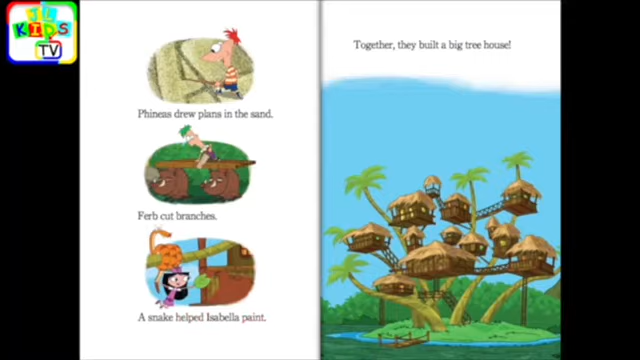 JL
KIDS
TV
Phineas drew plans in the sand.
Ferb cut branches.
A snake helped Isabella paint.
Together, they built a big tree house!